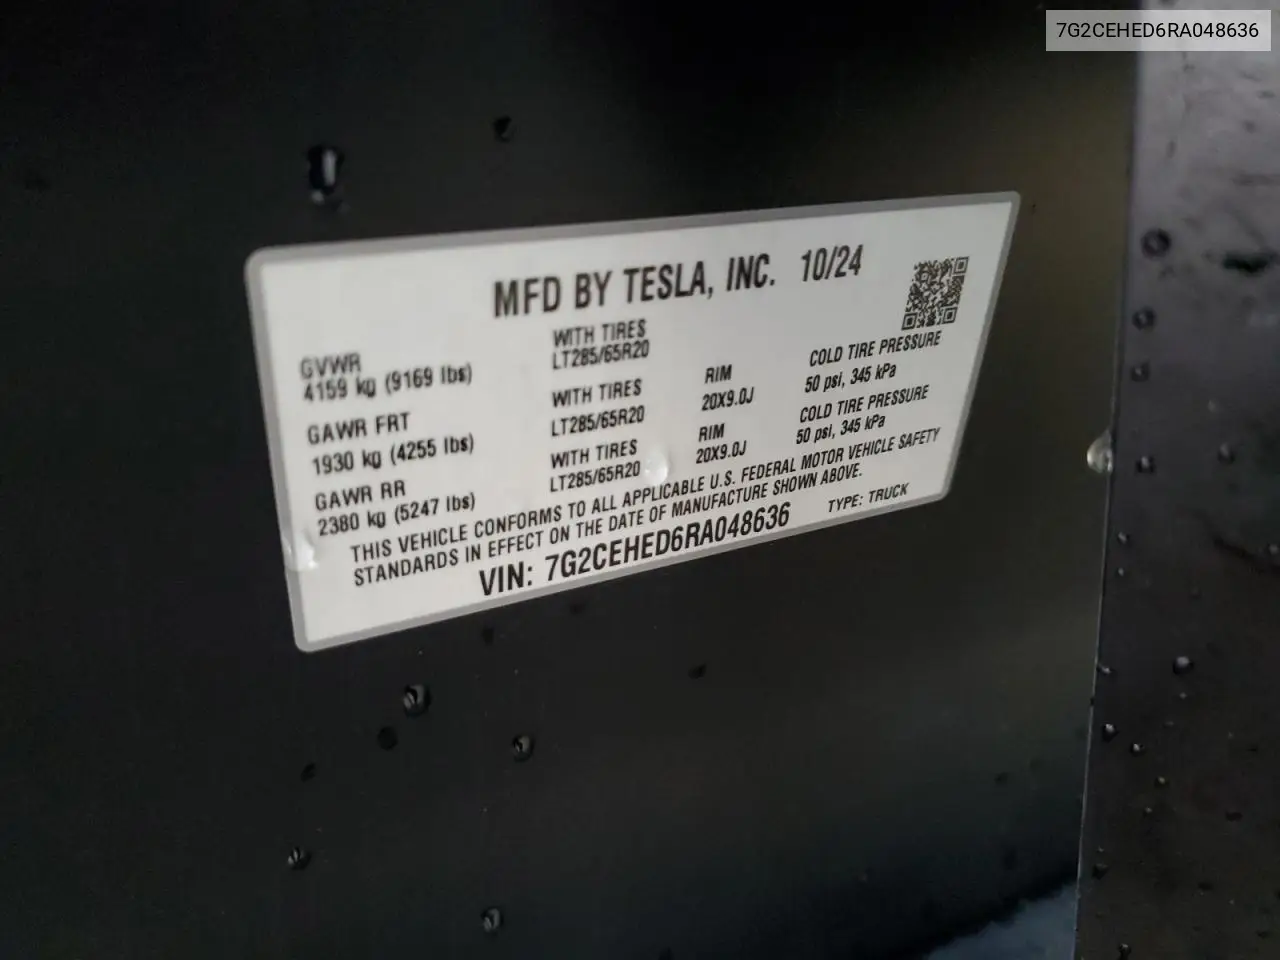 7G2CEHED6RA048636
MFD BY TESLA, INC. 10/24
GVWR
4159 kg (9169 lbs)
WITH TIRES
LT285/65R20
GAWR FRT
1930 kg (4255 lbs)
WITH TIRES
LT285/65R20
RIM
20X9.0J
COLD TIRE PRESSURE
50 psi, 345 kPa
GAWR RR
2380 kg (5247 lbs)
WITH TIRES
LT285/65R20
RIM
20X9.0J
COLD TIRE PRESSURE
50 psi, 345 kPa
THIS VEHICLE CONFORMS TO ALL APPLICABLE U.S. FEDERAL MOTOR VEHICLE SAFETY
STANDARDS IN EFFECT ON THE DATE OF MANUFACTURE SHOWN ABOVE.
VIN: 7G2CEHED6RA048636
TYPE: TRUCK